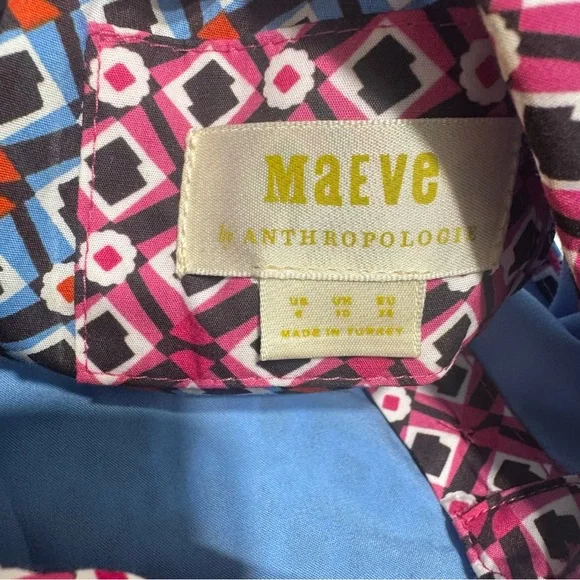 MaEVe
by ANTHROPOLOGIE
US UK EU
6 10 38
MADE IN TURKEY